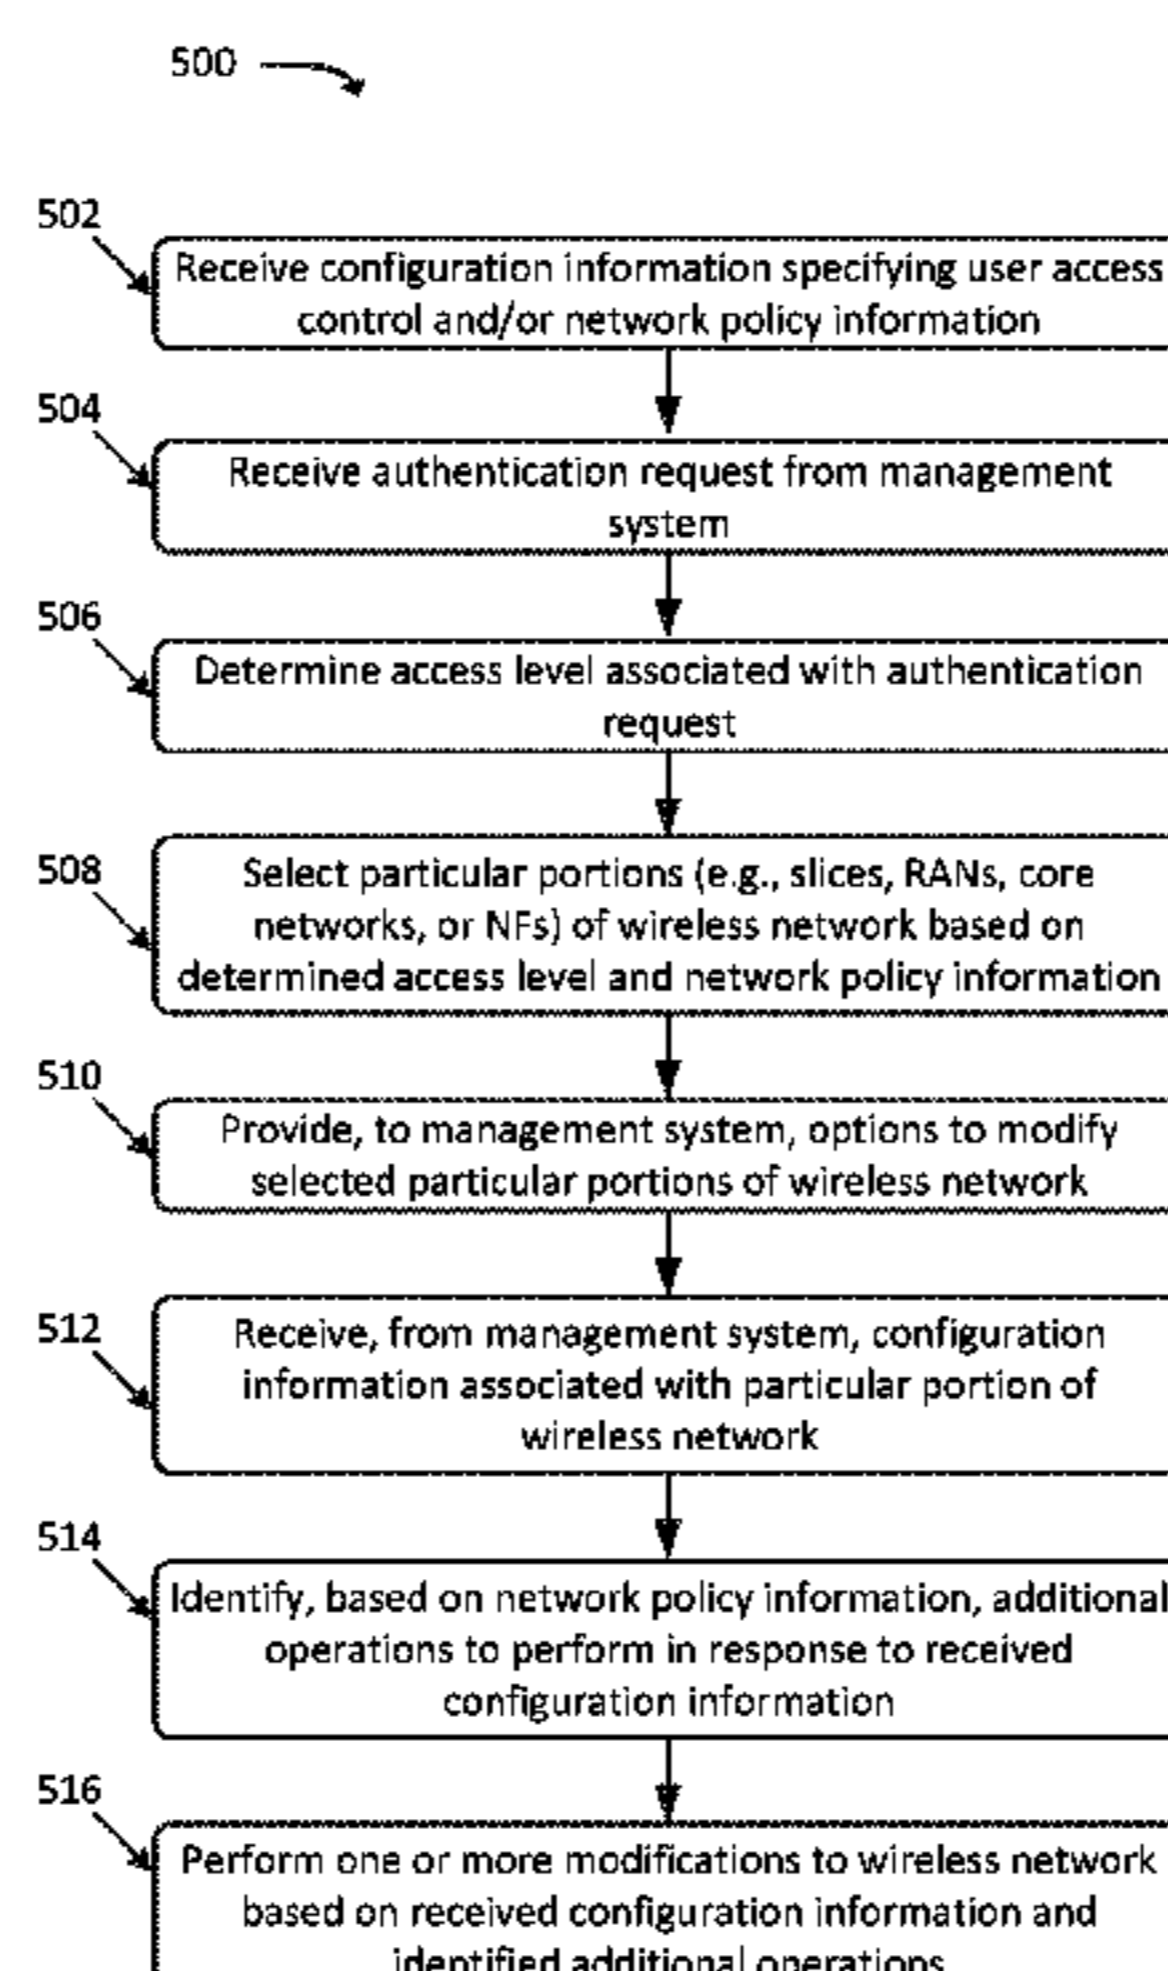 500
502
Receive configuration information specifying user access
control and/or network policy information
504
Receive authentication request from management
system
506
Determine access level associated with authentication
request
508
Select particular portions (e.g., slices, RANs, core
networks, or NFs) of wireless network based on
determined access level and network policy information
510
Provide, to management system, options to modify
selected particular portions of wireless network
512
Receive, from management system, configuration
information associated with particular portion of
wireless network
514
Identify, based on network policy information, additional
operations to perform in response to received
configuration information
516
Perform one or more modifications to wireless network
based on received configuration information and
identified additional operations